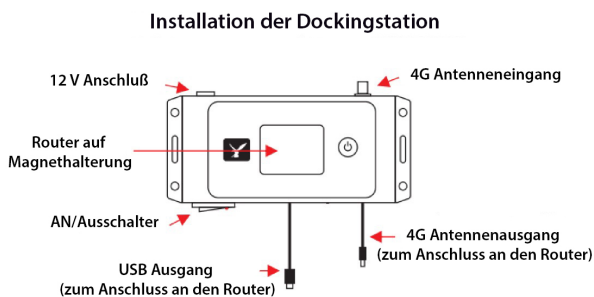 Installation der Dockingstation
12 V Anschluß
4G Antenneneingang
Router auf
Magnethalterung
AN/Ausschalter
4G Antennenausgang
(zum Anschluss an den Router)
USB Ausgang
(zum Anschluss an den Router)